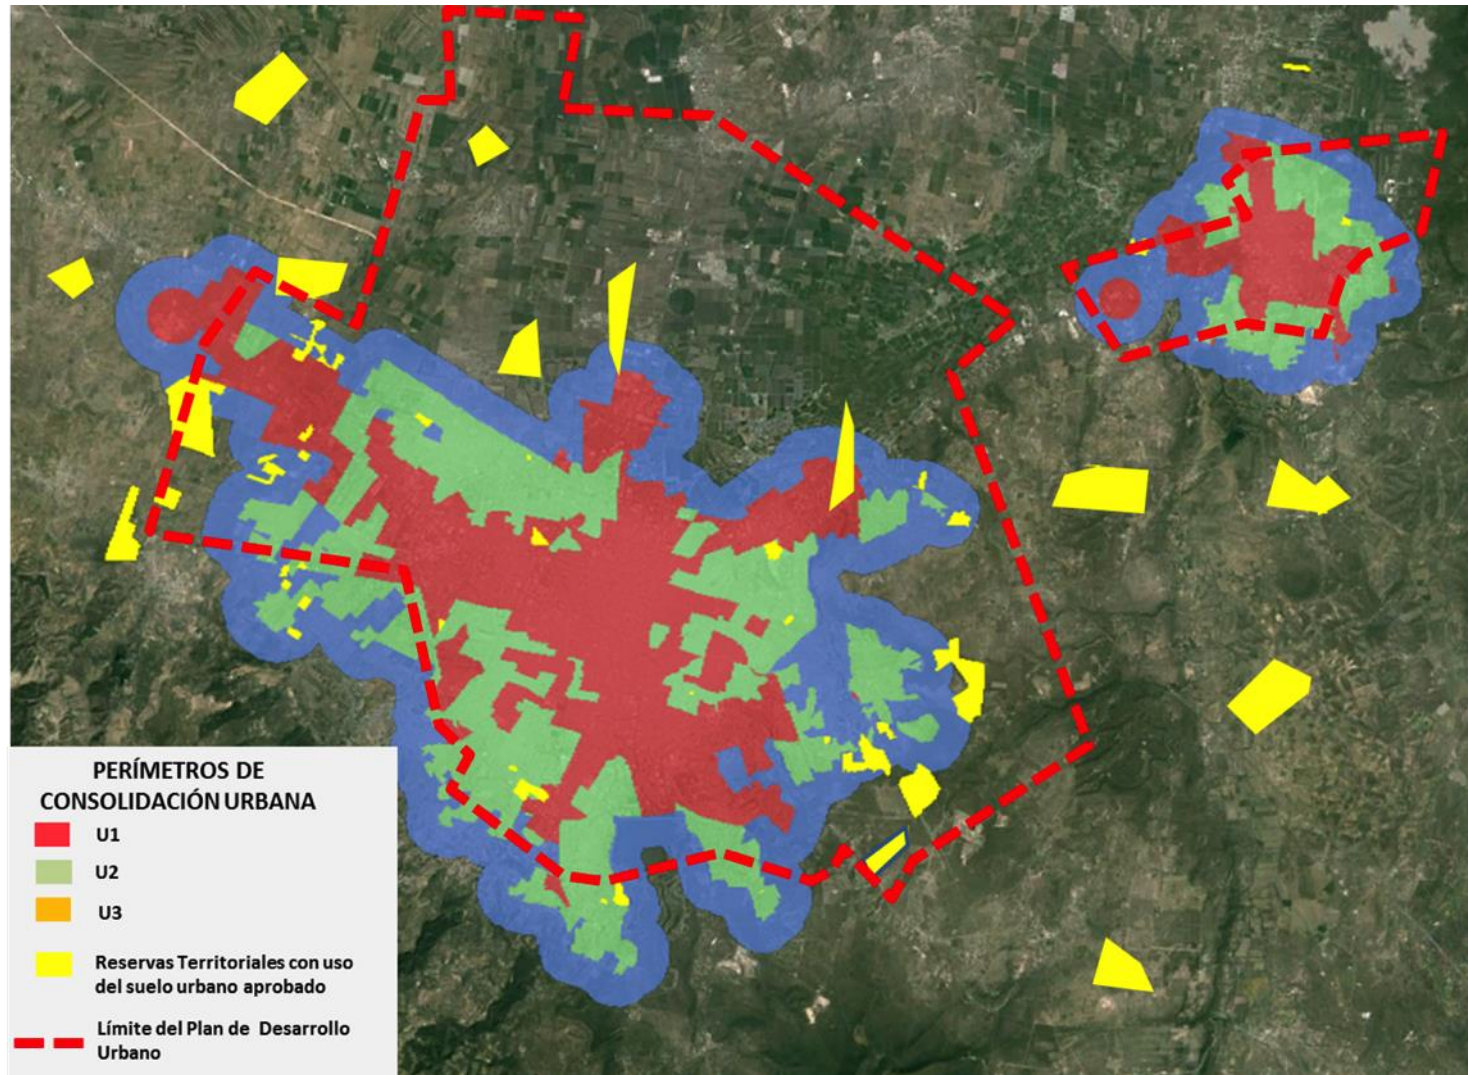 PERÍMETROS DE
CONSOLIDACIÓN URBANA
U1
U2
U3
Reservas Territoriales con uso
del suelo urbano aprobado
Límite del Plan de Desarrollo
Urbano